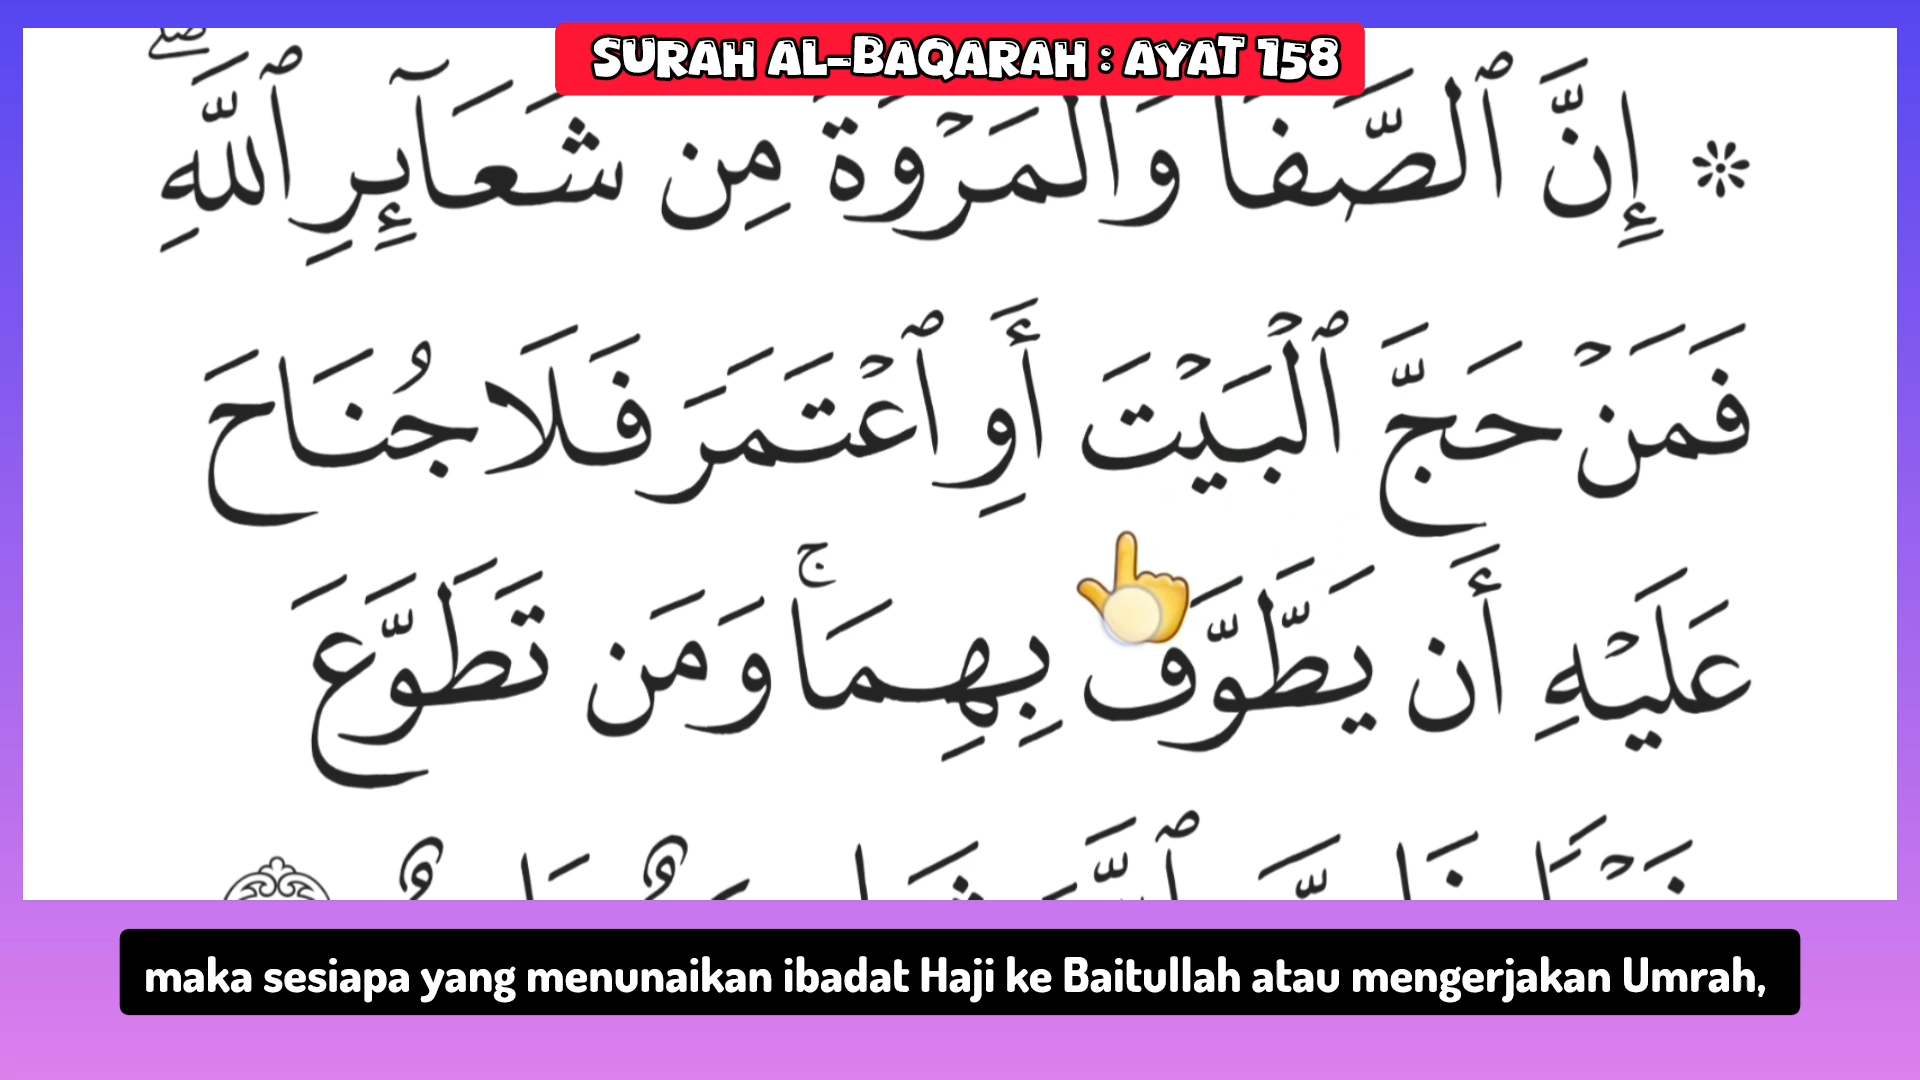 SURAH AL-BAQARAH : AYAT 158
۞ إِنَّ ٱلصَّفَا وَٱلْمَرْوَةَ مِن شَعَآئِرِ ٱللَّهِۖ
فَمَنْ حَجَّ ٱلْبَيْتَ أَوِ ٱعْتَمَرَ فَلَا جُنَاحَ
عَلَيْهِ أَن يَطَّوَّفَ بِهِمَاۚ وَمَن تَطَوَّعَ
maka sesiapa yang menunaikan ibadat Haji ke Baitullah atau mengerjakan Umrah,